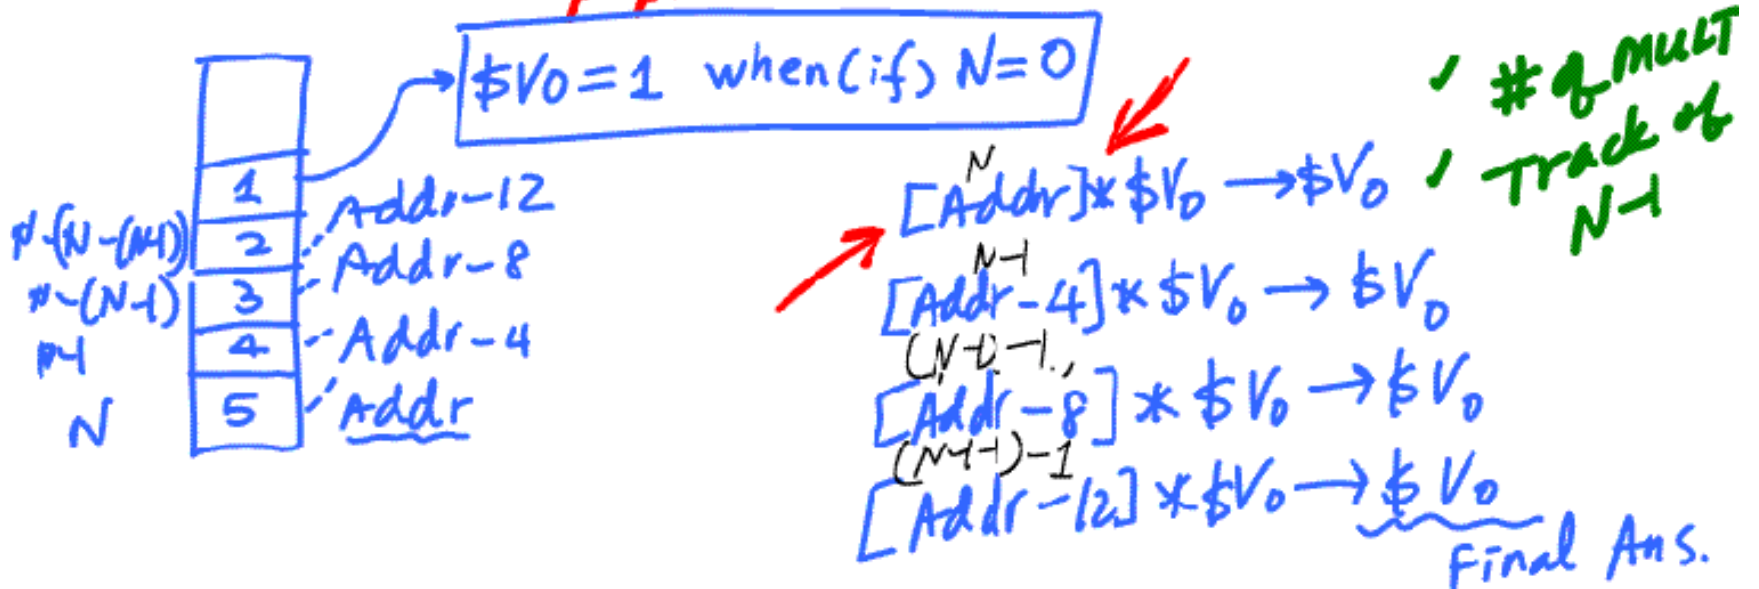 $V0 = 1 when (if) N = 0
✓ # of MULT
✓ Track of
N-1
1
Addr-12
N-(N-(N-1))
2
Addr-8
N-(N-1)
3
Addr-4
N-1
4
Addr
N
5
N
[Addr] * $V0 → $V0
N-1
[Addr-4] * $V0 → $V0
(N-1)-1
[Addr-8] * $V0 → $V0
(N-1-1)-1
[Addr-12] * $V0 → $V0
Final Ans.